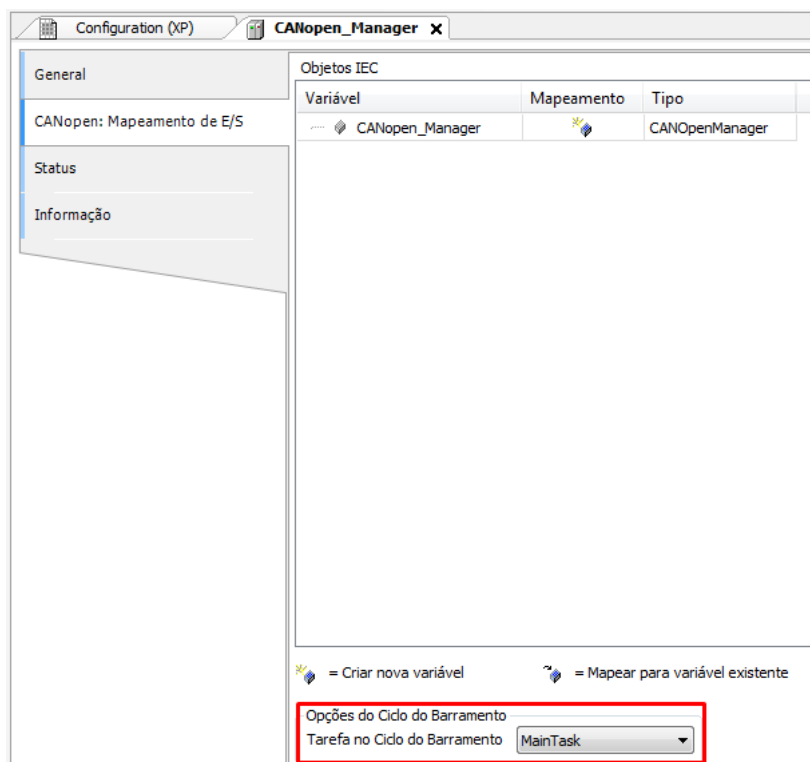 Configuration (XP)
CANopen_Manager x
General
CANopen: Mapeamento de E/S
Status
Informação
Objetos IEC
Variável Mapeamento Tipo
CANopen_Manager CANOpenManager
= Criar nova variável = Mapear para variável existente
Opções do Ciclo do Barramento
Tarefa no Ciclo do Barramento MainTask